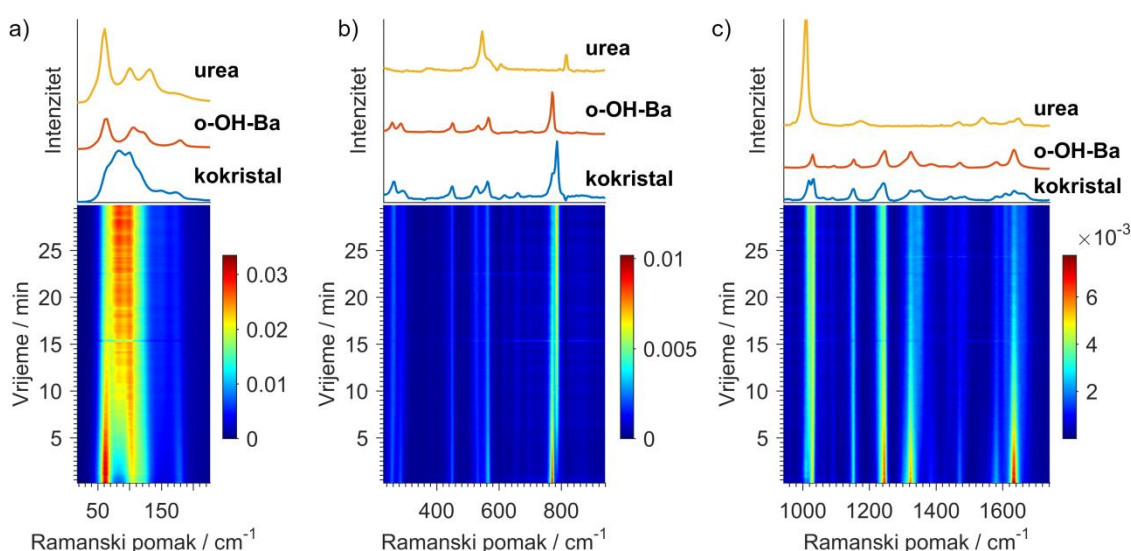 a)
Intenzitet
urea
o-OH-Ba
kokristal
Vrijeme / min
25
20
15
10
5
50
150
Ramanski pomak / cm⁻¹
0.03
0.02
0.01
0
b)
Intenzitet
urea
o-OH-Ba
kokristal
Vrijeme / min
25
20
15
10
5
400
600
800
Ramanski pomak / cm⁻¹
0.01
0.005
0
c)
Intenzitet
urea
o-OH-Ba
kokristal
Vrijeme / min
25
20
15
10
5
1000
1200
1400
1600
Ramanski pomak / cm⁻¹
×10⁻³
6
4
2